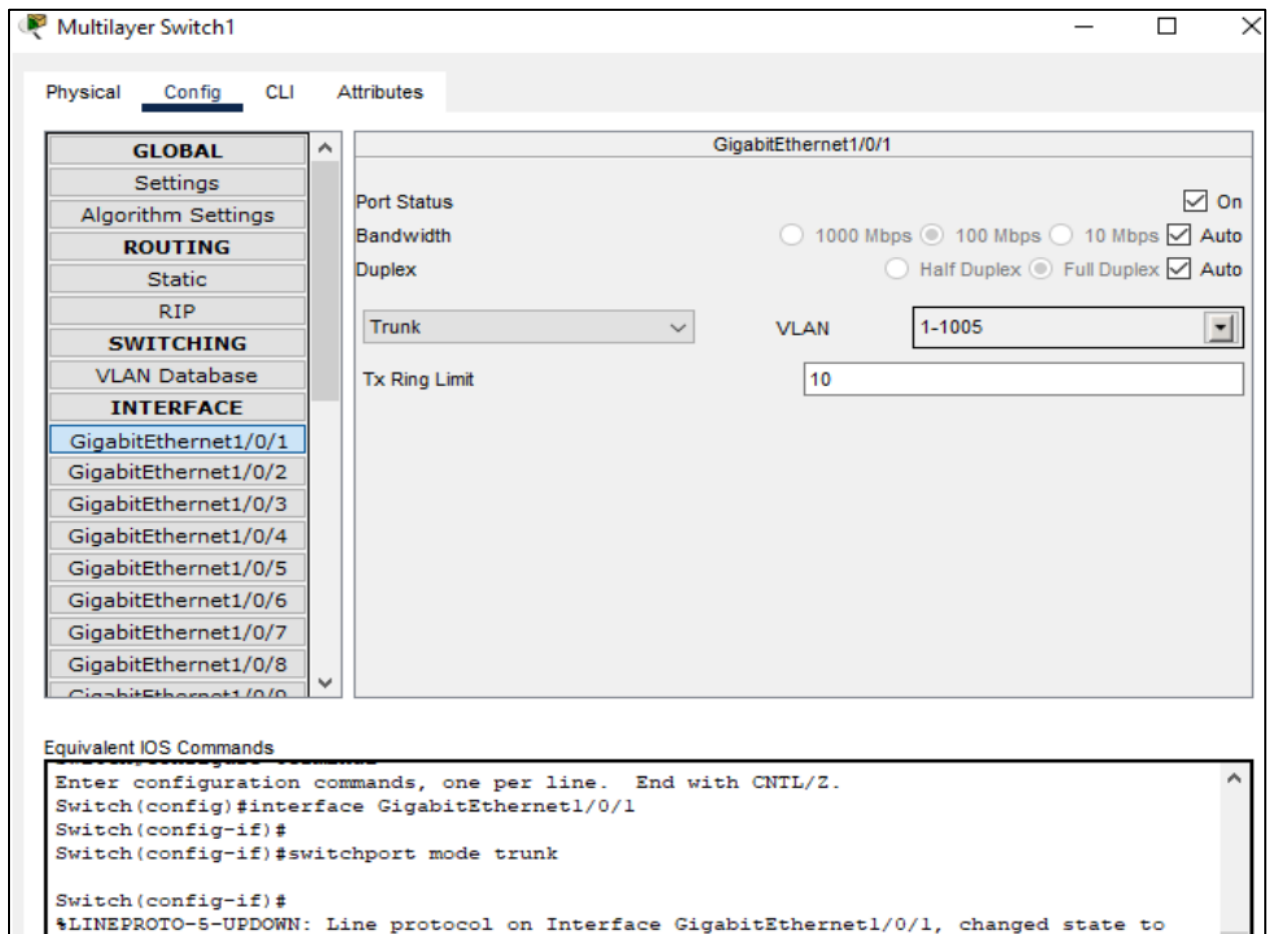 Multilayer Switch1
Physical Config CLI Attributes
GLOBAL
Settings
Algorithm Settings
ROUTING
Static
RIP
SWITCHING
VLAN Database
INTERFACE
GigabitEthernet1/0/1
GigabitEthernet1/0/2
GigabitEthernet1/0/3
GigabitEthernet1/0/4
GigabitEthernet1/0/5
GigabitEthernet1/0/6
GigabitEthernet1/0/7
GigabitEthernet1/0/8
GigabitEthernet1/0/9
GigabitEthernet1/0/1
Port Status On
Bandwidth 1000 Mbps 100 Mbps 10 Mbps Auto
Duplex Half Duplex Full Duplex Auto
Trunk VLAN 1-1005
Tx Ring Limit 10
Equivalent IOS Commands
Enter configuration commands, one per line. End with CNTL/Z.
Switch(config)#interface GigabitEthernet1/0/1
Switch(config-if)#
Switch(config-if)#switchport mode trunk
Switch(config-if)#
%LINEPROTO-5-UPDOWN: Line protocol on Interface GigabitEthernet1/0/1, changed state to